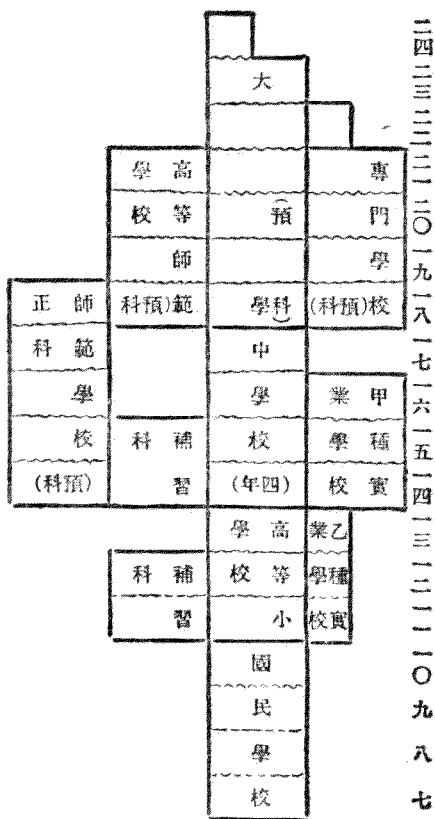 二四
二三
二二
二一
二〇
一九
一八
一七
一六
一五
一四
一三
一二
一一
一〇
九
八
七
大學
(預科)
專門學校(預科)
高等師範
學校(預科)
師範學校(預科)
正科
中學校(四年)
甲種實
業學校
補習科
高等小
學校
乙種實
業學校
補習科
國民學校